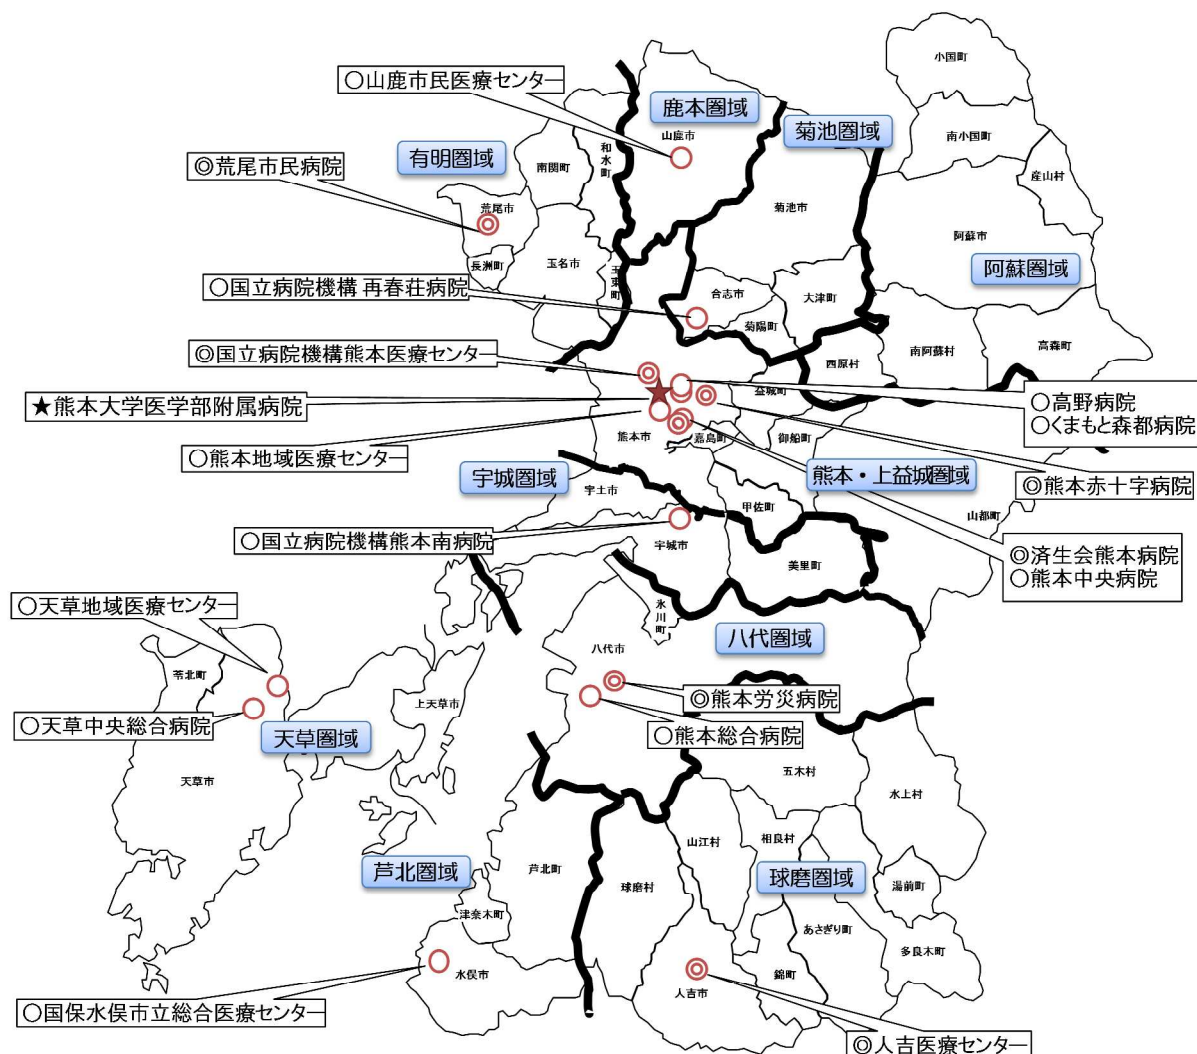 小国町
○山鹿市民医療センター
鹿本圏域
山鹿市
菊池圏域
南小国町
有明圏域
和水町
南関町
◎荒尾市民病院
産山村
荒尾市
菊池市
阿蘇市
長洲町
玉名市
玉東町
阿蘇圏域
○国立病院機構 再春荘病院
合志市
大津町
菊陽町
高森町
◎国立病院機構熊本医療センター
西原村
南阿蘇村
益城町
★熊本大学医学部附属病院
○高野病院
○くまもと森都病院
熊本市
嘉島町
御船町
○熊本地域医療センター
宇城圏域
熊本・上益城圏域
◎熊本赤十字病院
宇土市
甲佐町
山都町
○国立病院機構熊本南病院
宇城市
美里町
◎済生会熊本病院
○熊本中央病院
○天草地域医療センター
氷川町
八代市
八代圏域
苓北町
上天草市
◎熊本労災病院
○天草中央総合病院
天草圏域
○熊本総合病院
天草市
五木村
水上村
山江村
相良村
芦北圏域
芦北町
球磨村
球磨圏域
湯前町
津奈木町
あさぎり町
多良木町
水俣市
錦町
人吉市
○国保水俣市立総合医療センター
◎人吉医療センター